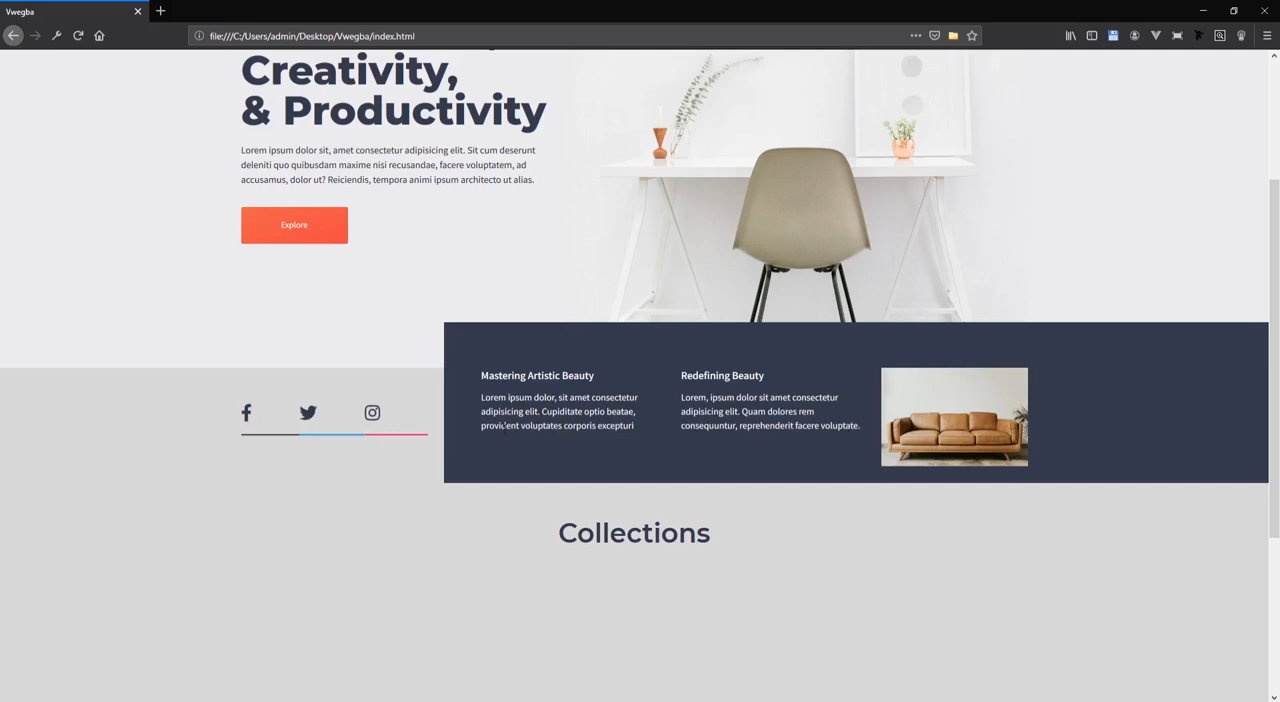 Vwegba
file:///C:/Users/admin/Desktop/Vwegba/index.html
Creativity,
& Productivity
Lorem ipsum dolor sit, amet consectetur adipisicing elit. Sit cum deserunt
deleniti quo quibusdam maxime nisi recusandae, facere voluptatem, ad
accusamus, dolor ut? Reiciendis, tempora animi ipsum architecto ut alias.
Explore
Mastering Artistic Beauty
Lorem ipsum dolor, sit amet consectetur
adipisicing elit. Cupiditate optio beatae,
provident voluptates corporis excepturi
Redefining Beauty
Lorem, ipsum dolor sit amet consectetur
adipisicing elit. Quam dolores rem
consequuntur, reprehenderit facere voluptate.
Collections